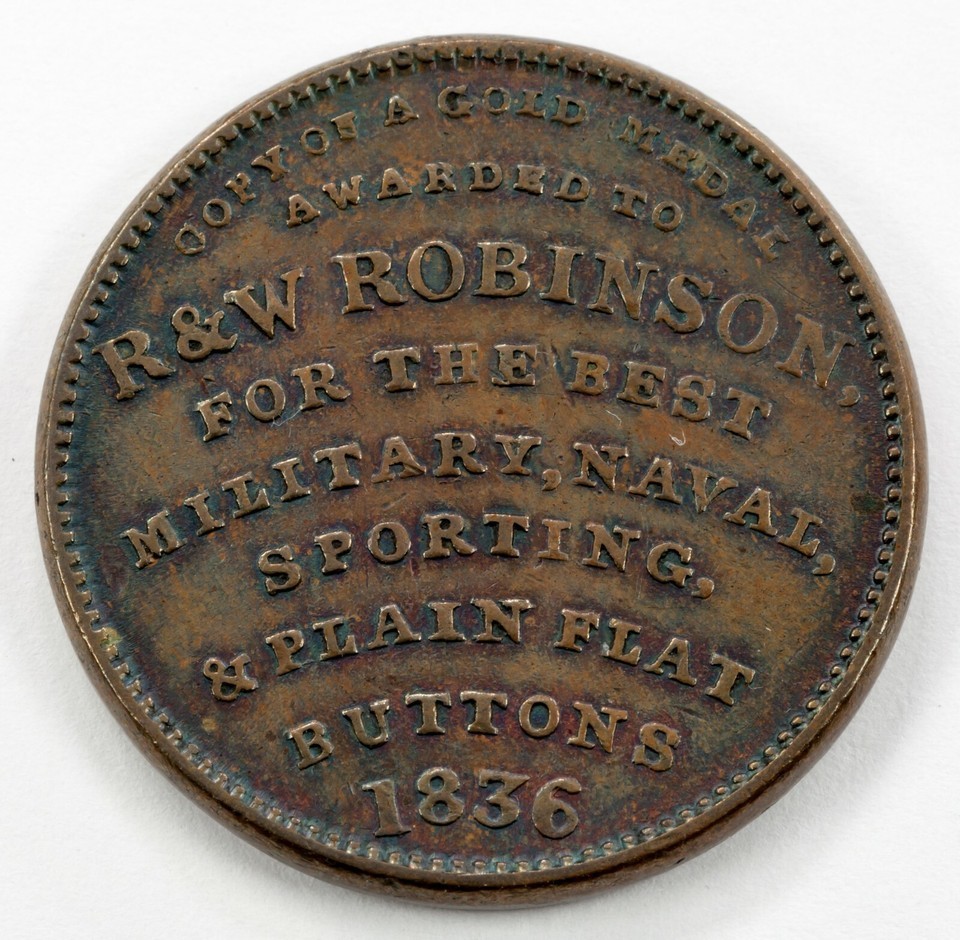 COPY OF A GOLD MEDAL
AWARDED TO
R&W ROBINSON,
FOR THE BEST
MILITARY, NAVAL,
SPORTING,
& PLAIN FLAT
BUTTONS
1836